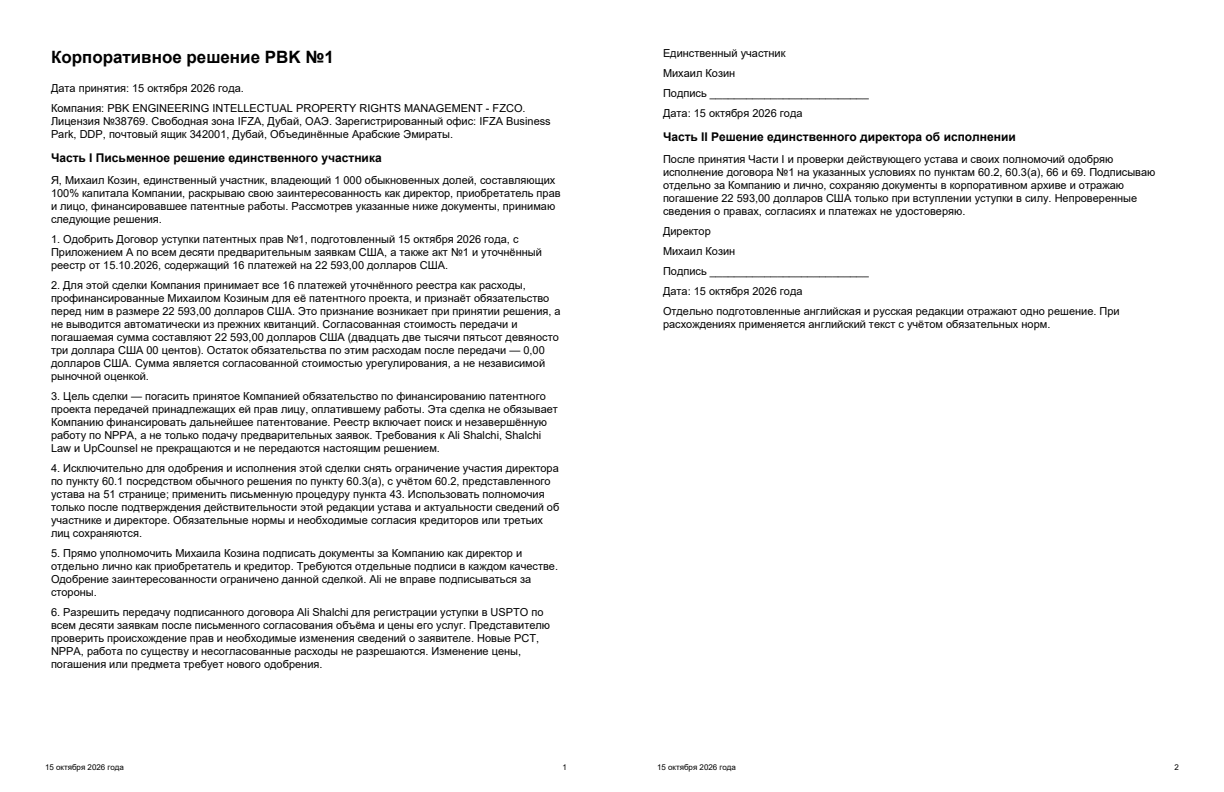 Корпоративное решение PBK №1
Дата принятия: 15 октября 2026 года.
Компания: PBK ENGINEERING INTELLECTUAL PROPERTY RIGHTS MANAGEMENT - FZCO.
Лицензия №38769. Свободная зона IFZA, Дубай, ОАЭ. Зарегистрированный офис: IFZA Business
Park, DDP, почтовый ящик 342001, Дубай, Объединённые Арабские Эмираты.
Часть I Письменное решение единственного участника
Я, Михаил Козин, единственный участник, владеющий 1 000 обыкновенных долей, составляющих
100% капитала Компании, раскрываю свою заинтересованность как директор, приобретатель прав
и лицо, финансировавшее патентные работы. Рассмотрев указанные ниже документы, принимаю
следующие решения.
1. Одобрить Договор уступки патентных прав №1, подготовленный 15 октября 2026 года, с
Приложением А по всем десяти предварительным заявкам США, а также акт №1 и уточнённый
реестр от 15.10.2026, содержащий 16 платежей на 22 593,00 долларов США.
2. Для этой сделки Компания принимает все 16 платежей уточнённого реестра как расходы,
профинансированные Михаилом Козиным для её патентного проекта, и признаёт обязательство
перед ним в размере 22 593,00 долларов США. Это признание возникает при принятии решения, а
не выводится автоматически из прежних квитанций. Согласованная стоимость передачи и
погашаемая сумма составляют 22 593,00 долларов США (двадцать две тысячи пятьсот девяносто
три доллара США 00 центов). Остаток обязательства по этим расходам после передачи — 0,00
долларов США. Сумма является согласованной стоимостью урегулирования, а не независимой
рыночной оценкой.
3. Цель сделки — погасить принятое Компанией обязательство по финансированию патентного
проекта передачей принадлежащих ей прав лицу, оплатившему работы. Эта сделка не обязывает
Компанию финансировать дальнейшее патентование. Реестр включает поиск и незавершённую
работу по NPPA, а не только подачу предварительных заявок. Требования к Ali Shalchi, Shalchi
Law и UpCounsel не прекращаются и не передаются настоящим решением.
4. Исключительно для одобрения и исполнения этой сделки снять ограничение участия директора
по пункту 60.1 посредством обычного решения по пункту 60.3(a), с учётом 60.2, представленного
устава на 51 странице; применить письменную процедуру пункта 43. Использовать полномочия
только после подтверждения действительности этой редакции устава и актуальности сведений об
участнике и директоре. Обязательные нормы и необходимые согласия кредиторов или третьих
лиц сохраняются.
5. Прямо уполномочить Михаила Козина подписать документы за Компанию как директор и
отдельно лично как приобретатель и кредитор. Требуются отдельные подписи в каждом качестве.
Одобрение заинтересованности ограничено данной сделкой. Ali не вправе подписываться за
стороны.
6. Разрешить передачу подписанного договора Ali Shalchi для регистрации уступки в USPTO по
всем десяти заявкам после письменного согласования объёма и цены его услуг. Представителю
проверить происхождение прав и необходимые изменения сведений о заявителе. Новые PCT,
NPPA, работа по существу и несогласованные расходы не разрешаются. Изменение цены,
погашения или предмета требует нового одобрения.
15 октября 2026 года
1
Единственный участник
Михаил Козин
Подпись ___________________________
Дата: 15 октября 2026 года
Часть II Решение единственного директора об исполнении
После принятия Части I и проверки действующего устава и своих полномочий одобряю
исполнение договора №1 на указанных условиях по пунктам 60.2, 60.3(a), 66 и 69. Подписываю
отдельно за Компанию и лично, сохраняю документы в корпоративном архиве и отражаю
погашение 22 593,00 долларов США только при вступлении уступки в силу. Непроверенные
сведения о правах, согласиях и платежах не удостоверяю.
Директор
Михаил Козин
Подпись ___________________________
Дата: 15 октября 2026 года
Отдельно подготовленные английская и русская редакции отражают одно решение. При
расхождениях применяется английский текст с учётом обязательных норм.
15 октября 2026 года
2